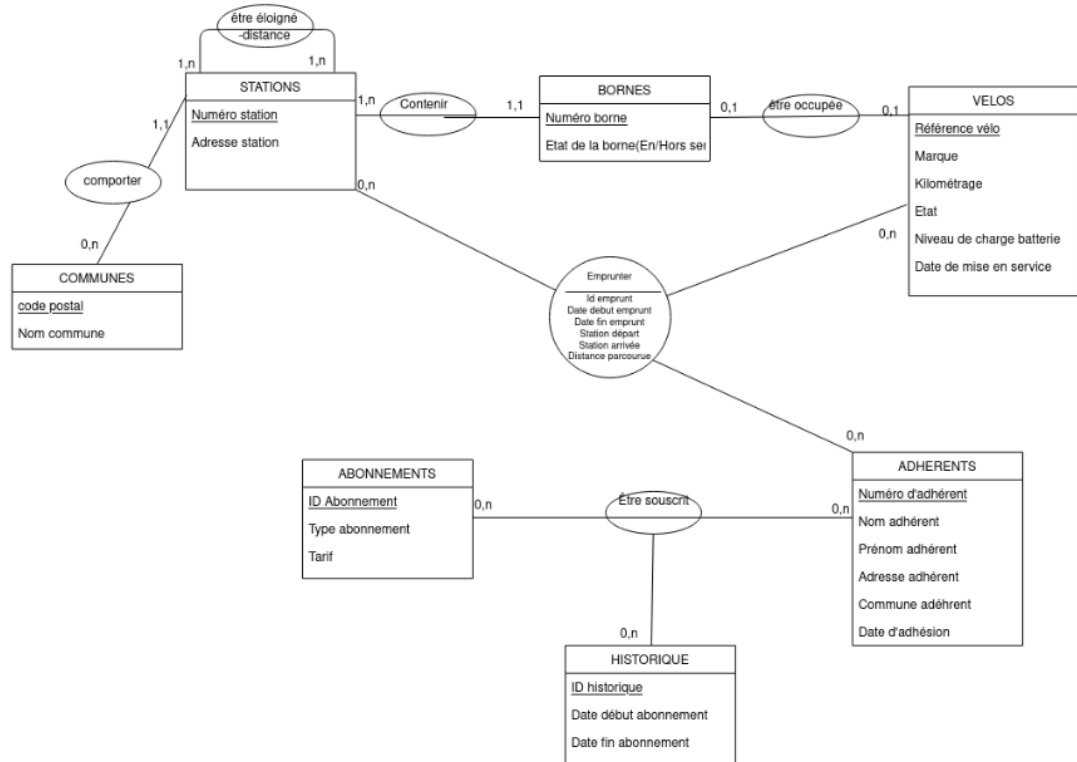 être éloigné
-distance
1,n
1,n
STATIONS
Numéro station
Adresse station
1,n
Contenir
1,1
BORNES
Numéro borne
Etat de la borne(En/Hors ser
0,1
être occupée
0,1
VELOS
Référence vélo
Marque
Kilométrage
Etat
Niveau de charge batterie
Date de mise en service
1,1
comporter
0,n
COMMUNES
code postal
Nom commune
0,n
0,n
Emprunter
Id emprunt
Date debut emprunt
Date fin emprunt
Station départ
Station arrivée
Distance parcourue
0,n
ABONNEMENTS
ID Abonnement
Type abonnement
Tarif
0,n
Être souscrit
0,n
ADHERENTS
Numéro d'adhérent
Nom adhérent
Prénom adhérent
Adresse adhérent
Commune adéhrent
Date d'adhésion
0,n
HISTORIQUE
ID historique
Date début abonnement
Date fin abonnement